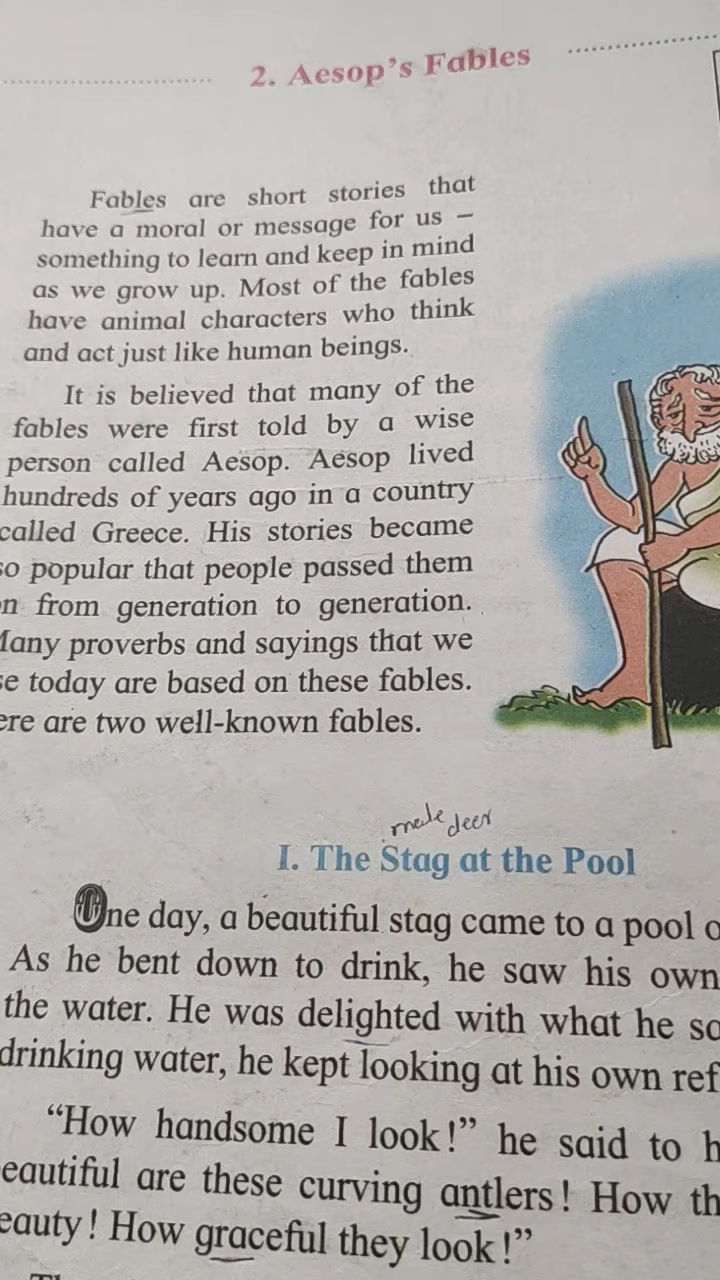 2. Aesop's Fables
Fables are short stories that
have a moral or message for us –
something to learn and keep in mind
as we grow up. Most of the fables
have animal characters who think
and act just like human beings.
It is believed that many of the
fables were first told by a wise
person called Aesop. Aesop lived
hundreds of years ago in a country
called Greece. His stories became
so popular that people passed them
from generation to generation.
proverbs and sayings that we
today are based on these fables.
are two well-known fables.
male deer
I. The Stag at the Pool
One day, a beautiful stag came to a pool
As he bent down to drink, he saw his own
the water. He was delighted with what he
drinking water, he kept looking at his own
“How handsome I look!” he said to
are these curving antlers! How
! How graceful they look!”